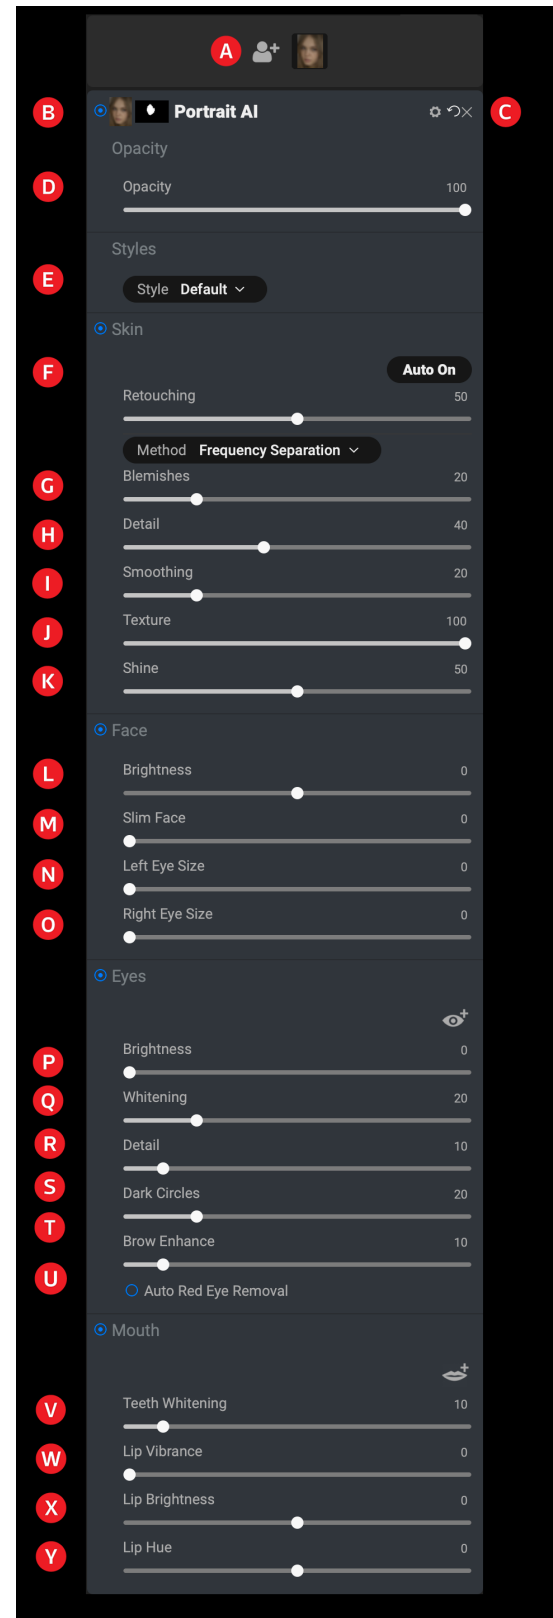 A
B Portrait AI C
Opacity
D Opacity 100
Styles
E Style Default
Skin
F Auto On
Retouching 50
Method Frequency Separation
G Blemishes 20
H Detail 40
I Smoothing 20
J Texture 100
K Shine 50
Face
L Brightness 0
M Slim Face 0
N Left Eye Size 0
O Right Eye Size 0
Eyes
P Brightness 0
Q Whitening 20
R Detail 10
S Dark Circles 20
T Brow Enhance 10
U Auto Red Eye Removal
Mouth
V Teeth Whitening 10
W Lip Vibrance 0
X Lip Brightness 0
Y Lip Hue 0